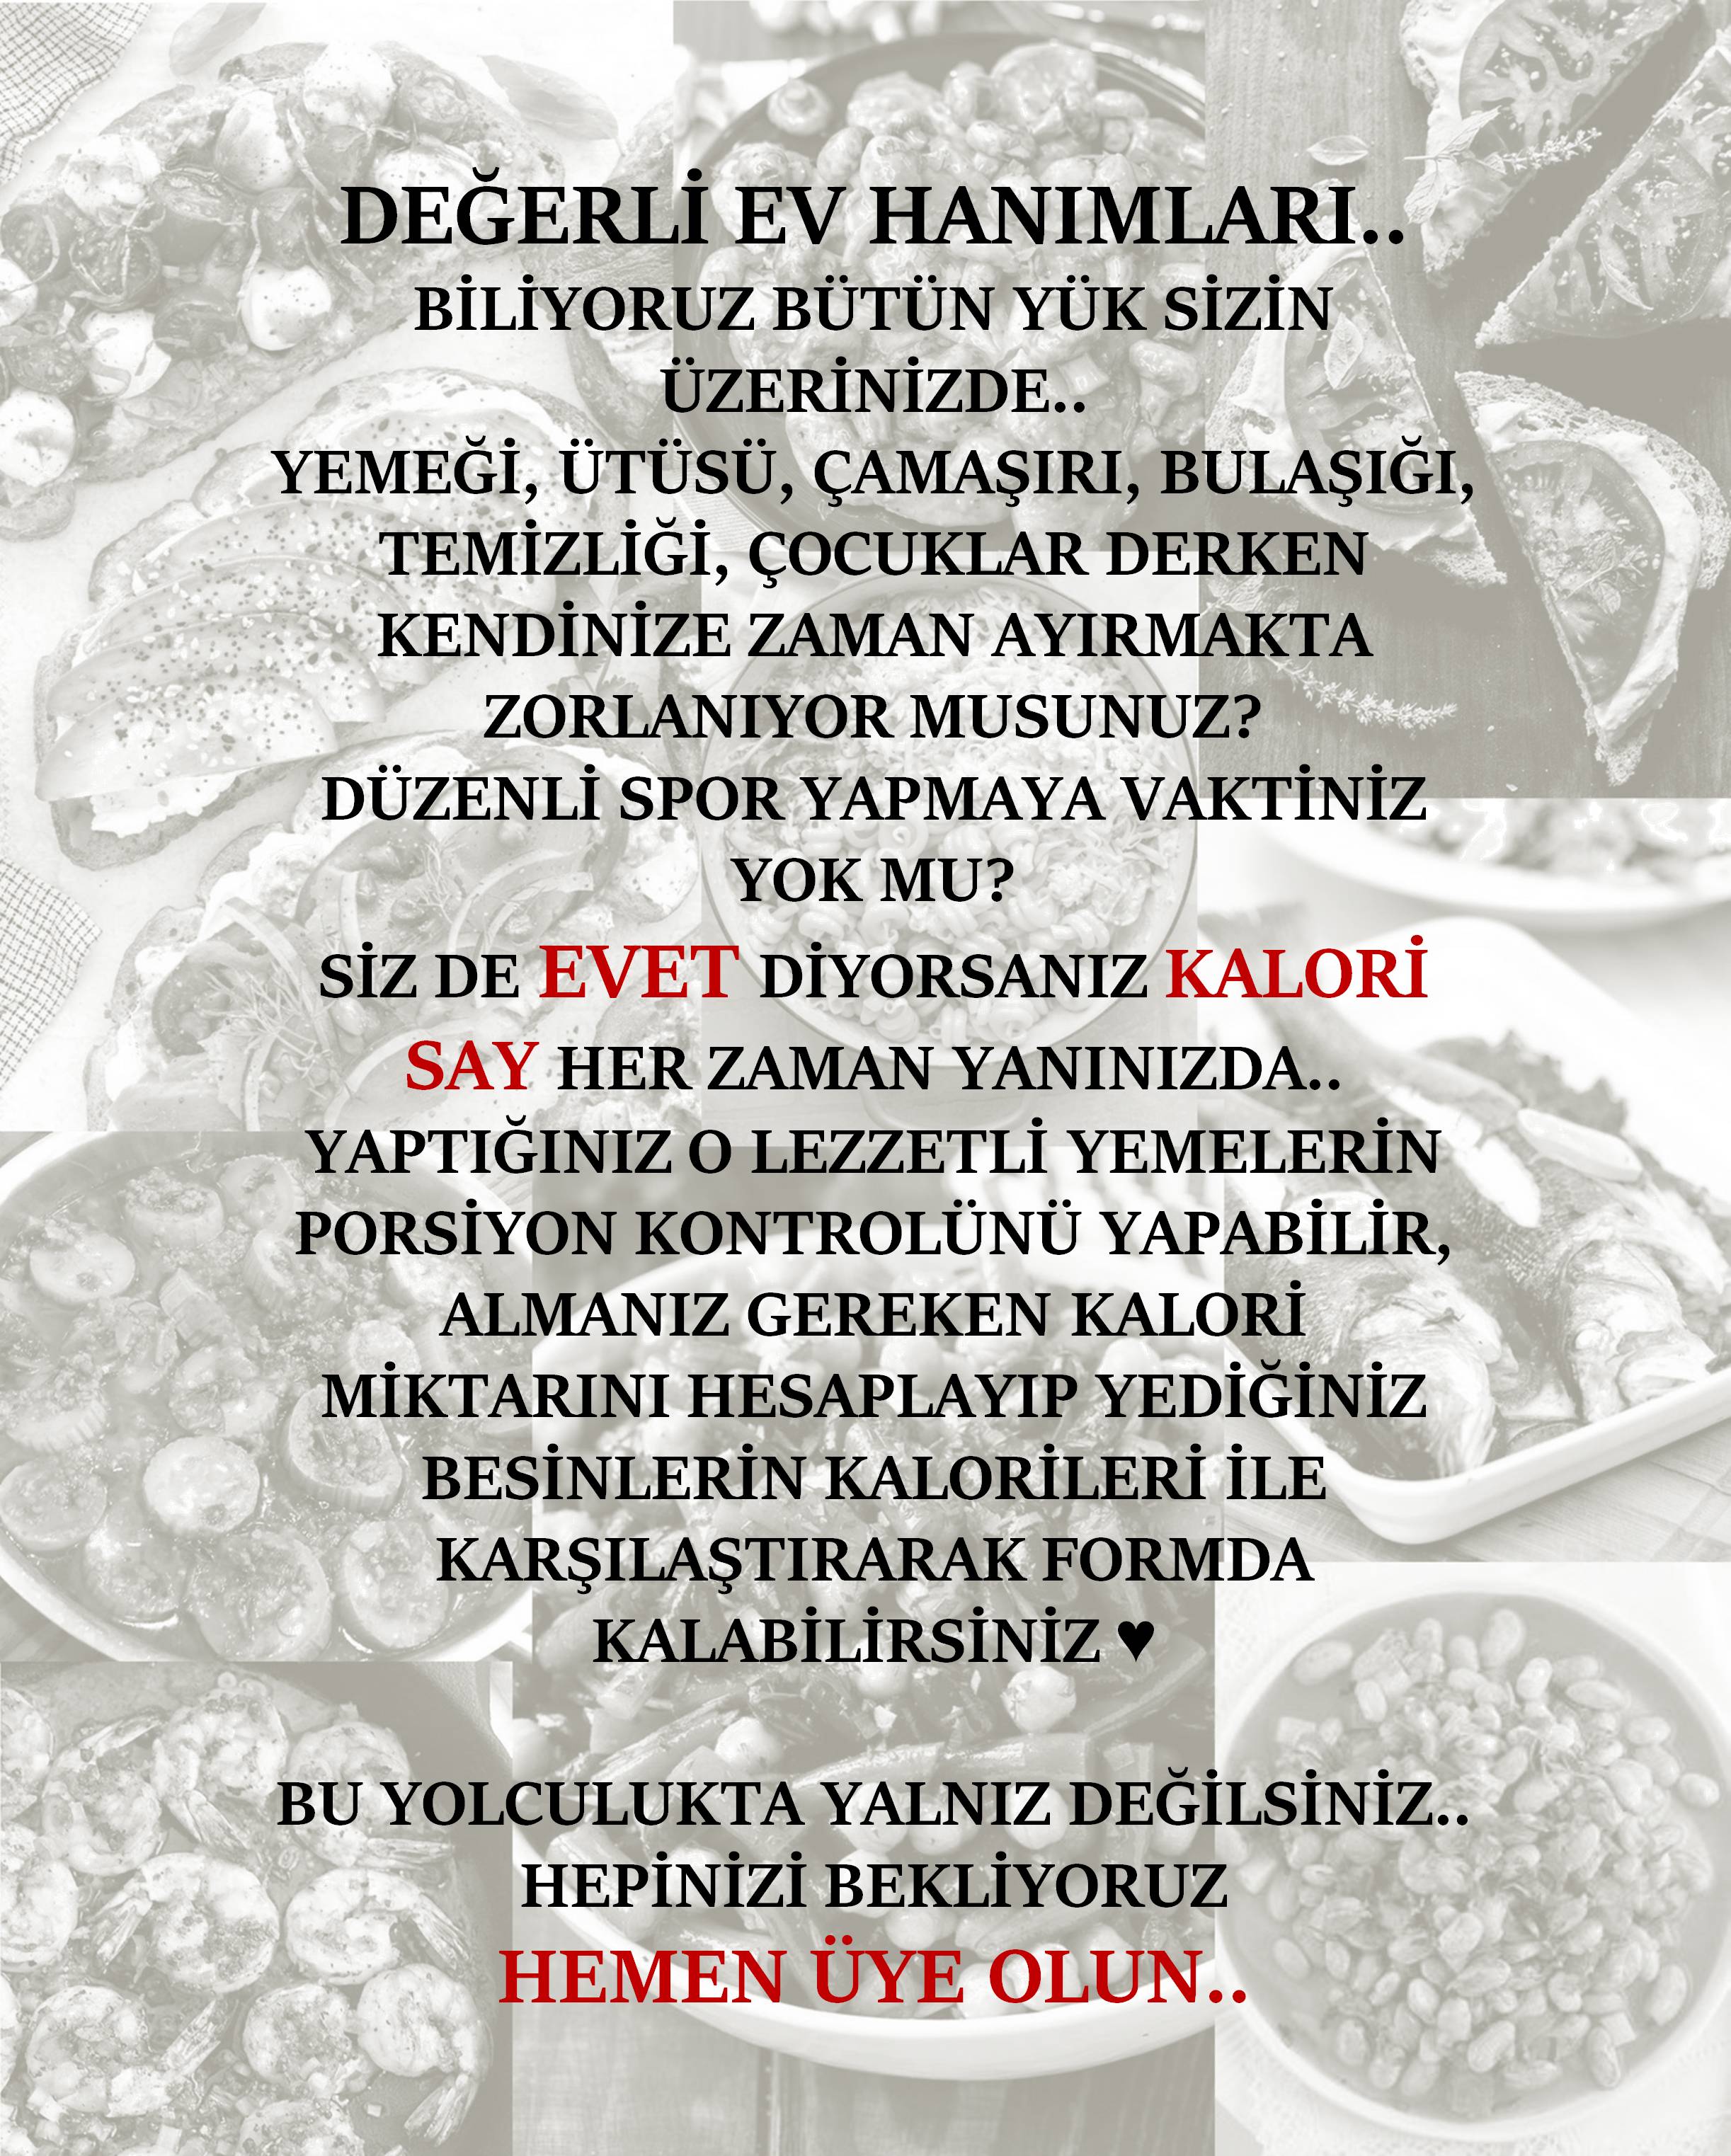 DEĞERLİ EV HANIMLARI..
BİLİYORUZ BÜTÜN YÜK SİZİN
ÜZERİNİZDE..
YEMEĞİ, ÜTÜSÜ, ÇAMAŞIRI, BULAŞIĞI,
TEMİZLİĞİ, ÇOCUKLAR DERKEN
KENDİNİZE ZAMAN AYIRMAKTA
ZORLANIYOR MUSUNUZ?
DÜZENLİ SPOR YAPMAYA VAKTİNİZ
YOK MU?
SİZ DE EVET DİYORSANIZ KALORİ
SAY HER ZAMAN YANINIZDA..
YAPTIĞINIZ O LEZZETLİ YEMELERİN
PORSİYON KONTROLÜNÜ YAPABİLİR,
ALMANIZ GEREKEN KALORİ
MİKTARINI HESAPLAYIP YEDİĞİNİZ
BESİNLERİN KALORİLERİ İLE
KARŞILAŞTIRARAK FORMDA
KALABİLİRSİNİZ ♥
BU YOLCULUKTA YALNIZ DEĞİLSİNİZ..
HEPİNİZİ BEKLİYORUZ
HEMEN ÜYE OLUN..